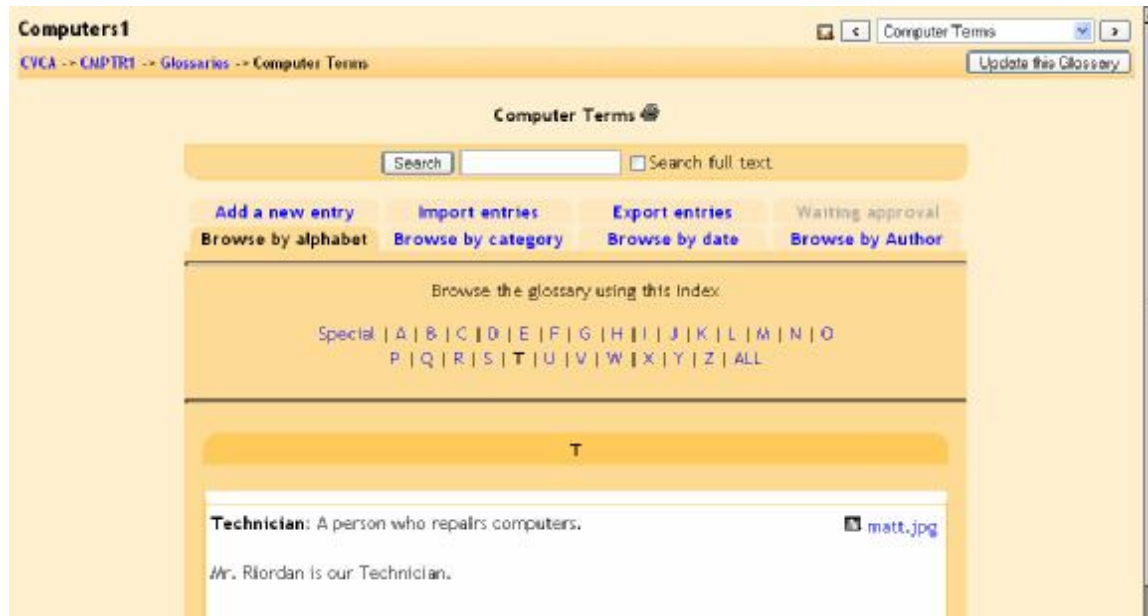 Computers1
< Computer Terms >
CVCA -> CMPTR1 -> Glossaries -> Computer Terms
Update this Glossary
Computer Terms
Search Search full text
Add a new entry Import entries Export entries Waiting approval
Browse by alphabet Browse by category Browse by date Browse by Author
Browse the glossary using this index
Special | A | B | C | D | E | F | G | H | I | J | K | L | M | N | O
P | Q | R | S | T | U | V | W | X | Y | Z | ALL
T
Technician: A person who repairs computers. matt.jpg
Mr. Riordan is our Technician.